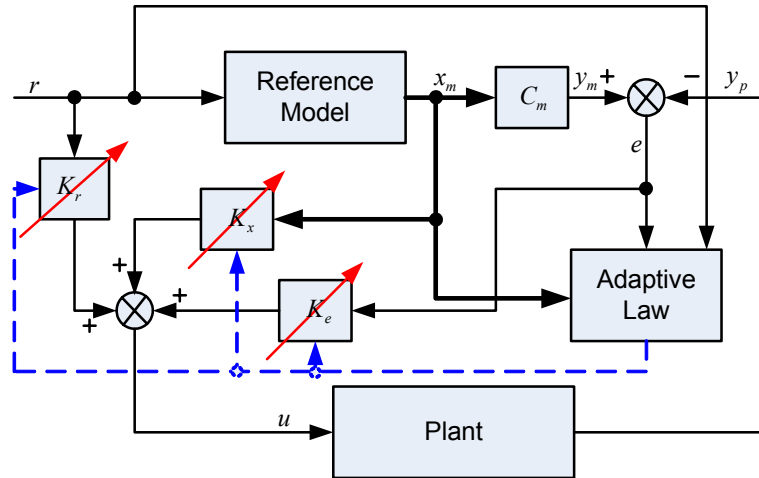 r
Reference
Model
x_m
C_m
y_m
+
−
y_p
e
K_r
K_x
+
+
+
K_e
Adaptive
Law
u
Plant